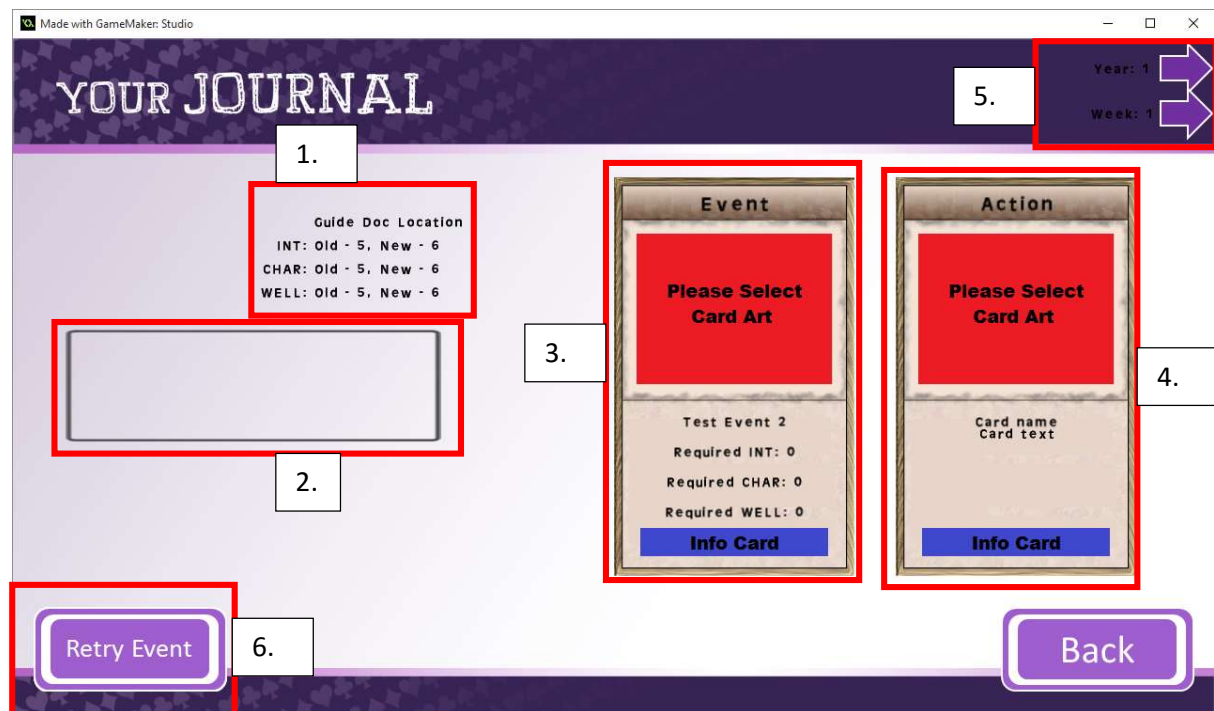 Made with GameMaker: Studio
YOUR JOURNAL
5.
Year: 1
Week: 1
1.
Guide Doc Location
INT: Old - 5, New - 6
CHAR: Old - 5, New - 6
WELL: Old - 5, New - 6
2.
3.
Event
Please Select
Card Art
Test Event 2
Required INT: 0
Required CHAR: 0
Required WELL: 0
Info Card
Action
Please Select
Card Art
Card name
Card text
Info Card
4.
Retry Event
6.
Back